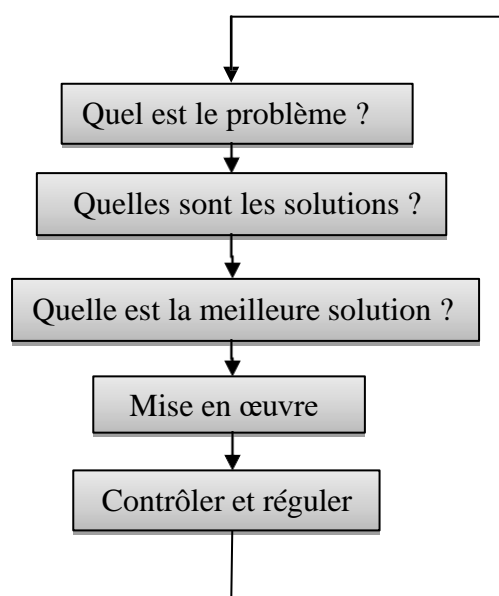 Quel est le problème ?
Quelles sont les solutions ?
Quelle est la meilleure solution ?
Mise en œuvre
Contrôler et réguler